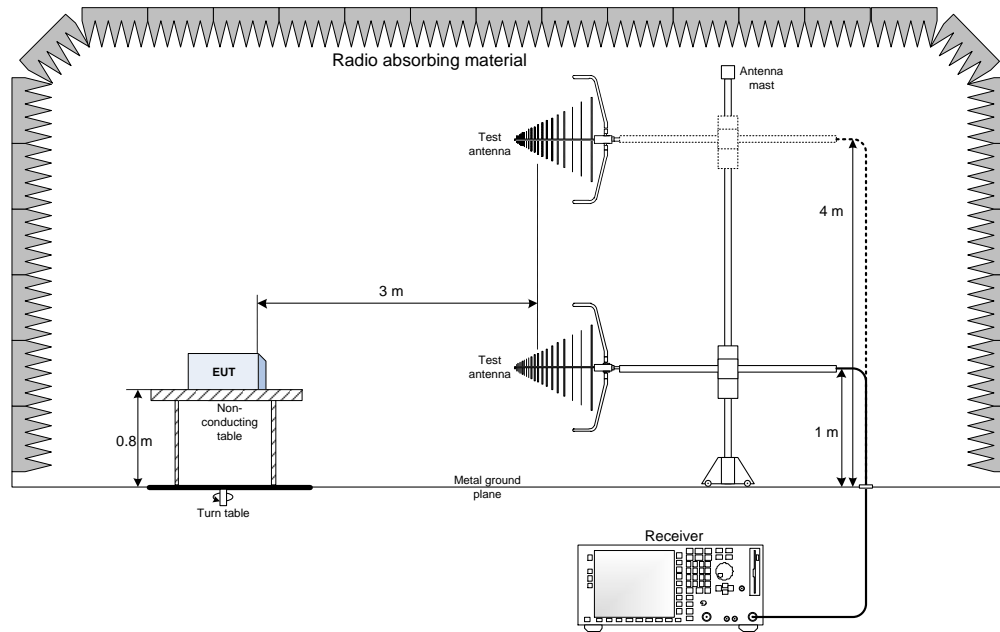 Radio absorbing material
Antenna
mast
Test
antenna
4 m
3 m
Test
antenna
EUT
Non-
conducting
table
0.8 m
1 m
Metal ground
plane
Turn table
Receiver